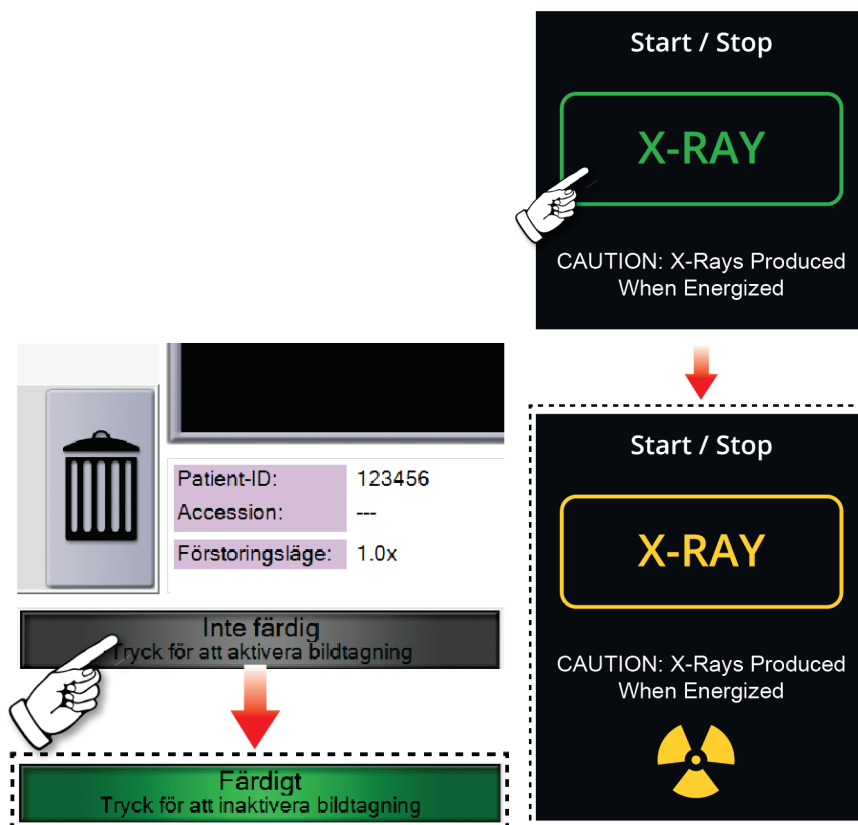 Start / Stop
X-RAY
CAUTION: X-Rays Produced
When Energized
Patient-ID: 123456
Accession: ---
Förstoringsläge: 1.0x
Inte färdig
Tryck för att aktivera bildtagning
Färdigt
Tryck för att inaktivera bildtagning
Start / Stop
X-RAY
CAUTION: X-Rays Produced
When Energized